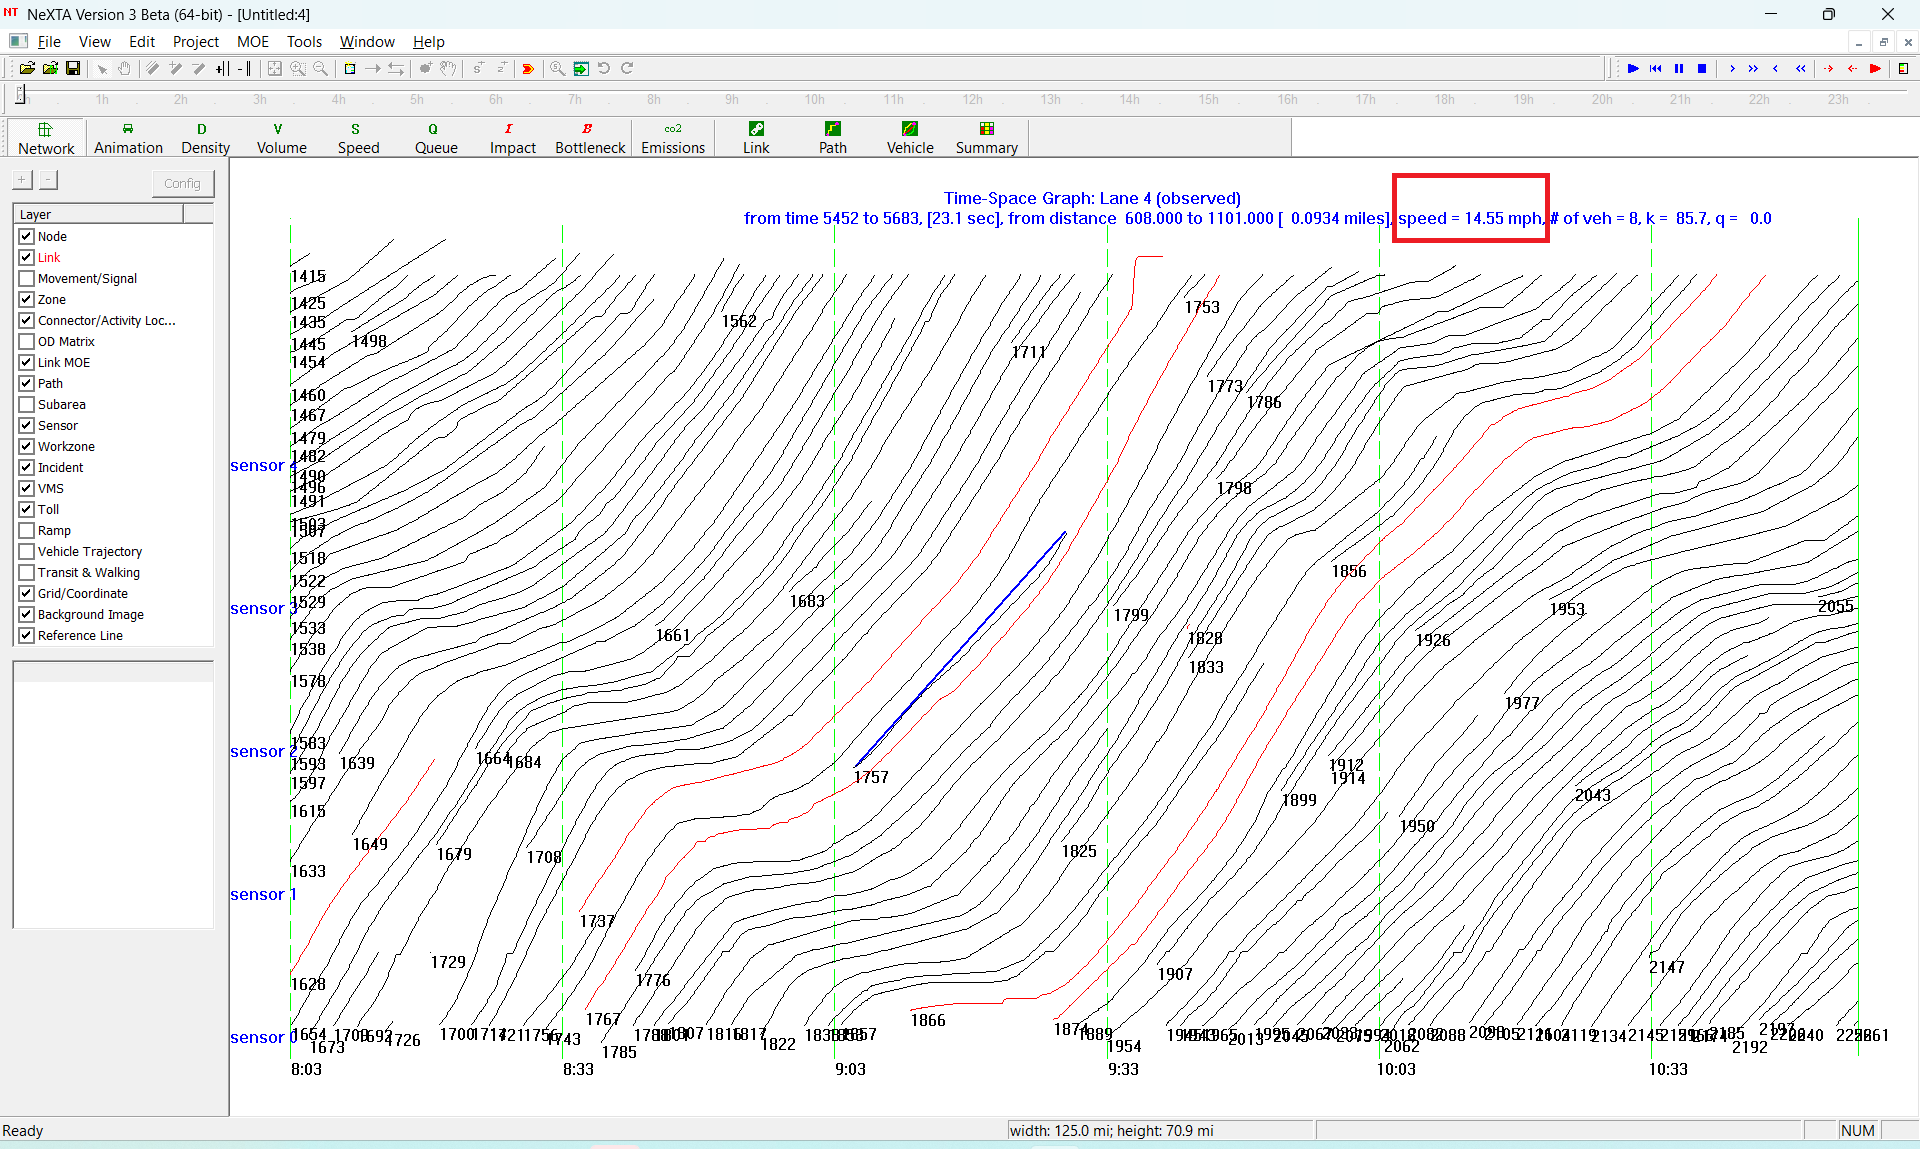 NeXTA Version 3 Beta (64-bit) - [Untitled:4]
File View Edit Project MOE Tools Window Help
1h 2h 3h 4h 5h 6h 7h 8h 9h 10h 11h 12h 13h 14h 15h 16h 17h 18h 19h 20h 21h 22h 23h
Network Animation Density Volume Speed Queue Impact Bottleneck Emissions Link Path Vehicle Summary
+ - Config
Layer
Node
Link
Movement/Signal
Zone
Connector/Activity Loc...
OD Matrix
Link MOE
Path
Subarea
Sensor
Workzone
Incident
VMS
Toll
Ramp
Vehicle Trajectory
Transit & Walking
Grid/Coordinate
Background Image
Reference Line
Time-Space Graph: Lane 4 (observed)
from time 5452 to 5683, [23.1 sec], from distance 608.000 to 1101.000 [ 0.0934 miles], speed = 14.55 mph, # of veh = 8, k = 85.7, q = 0.0
1415
1425
1435
1445
1454
1460
1467
1479
1482
1490
1496
1491
1518
1522
1529
1533
1538
1578
1583
1593
1597
1615
1633
1628
1498
1562
1711
1753
1773
1786
1798
sensor 4
sensor 3
sensor 2
sensor 1
sensor 0
1683
1661
1799
1828
1833
1856
1953
1926
2055
1977
1639
1664
1684
1757
1912
1914
1899
2043
1950
1649
1679
1708
1825
1737
1729
1776
1907
2147
1767
1866
1874
1889
1654
1673
1726
1700
1743
1785
1822
1954
2013
2062
2088
2134
2192
8:03 8:33 9:03 9:33 10:03 10:33
Ready
width: 125.0 mi; height: 70.9 mi
NUM